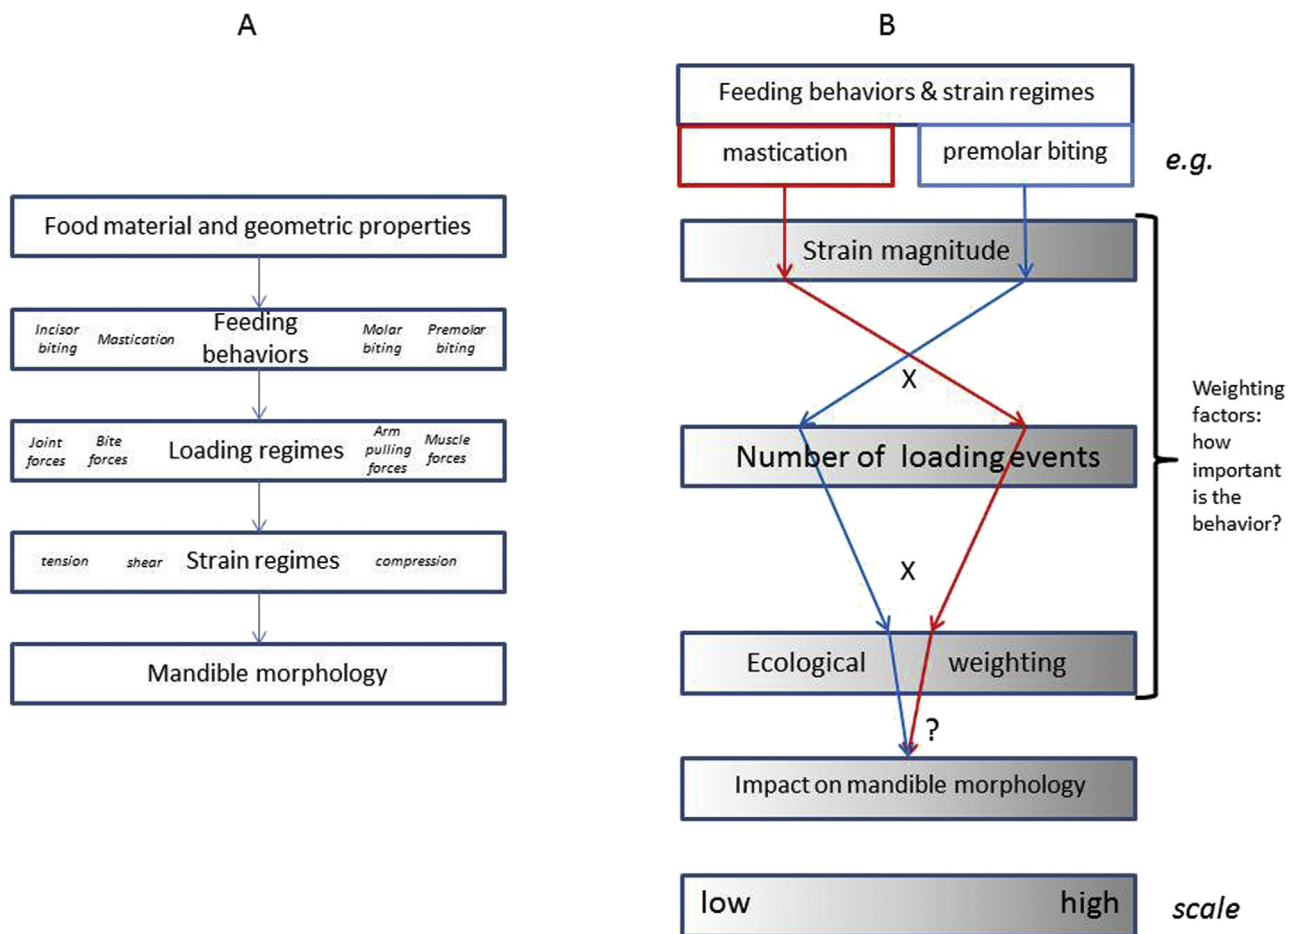 A
Food material and geometric properties
Incisor
biting
Mastication
Feeding
behaviors
Molar
biting
Premolar
biting
Joint
forces
Bite
forces
Loading regimes
Arm
pulling
forces
Muscle
forces
tension
shear
Strain regimes
compression
Mandible morphology
B
Feeding behaviors & strain regimes
mastication
premolar biting
e.g.
Strain magnitude
X
Number of loading events
X
Ecological weighting
?
Impact on mandible morphology
Weighting
factors:
how
important
is the
behavior?
low
high
scale